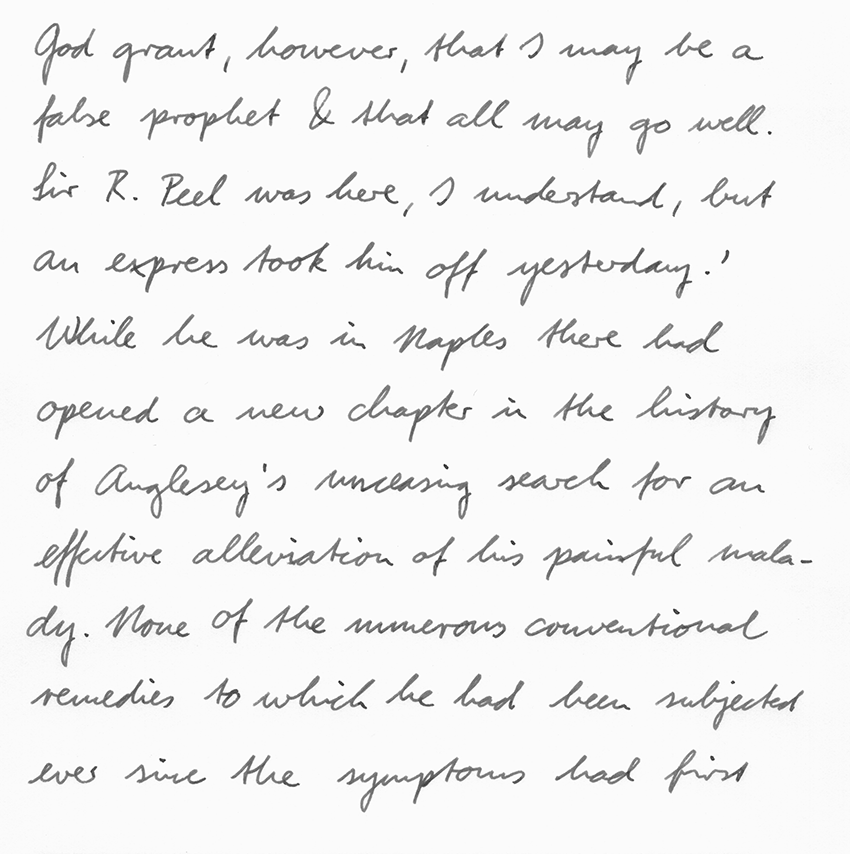 God grant, however, that I may be a
false prophet & that all may go well.
Sir R. Peel was here, I understand, but
an express took him off yesterday.'
While he was in Naples there had
opened a new chapter in the history
of Anglesey's unceasing search for an
effective alleviation of his painful mala-
dy. None of the numerous conventional
remedies to which he had been subjected
ever since the symptoms had first